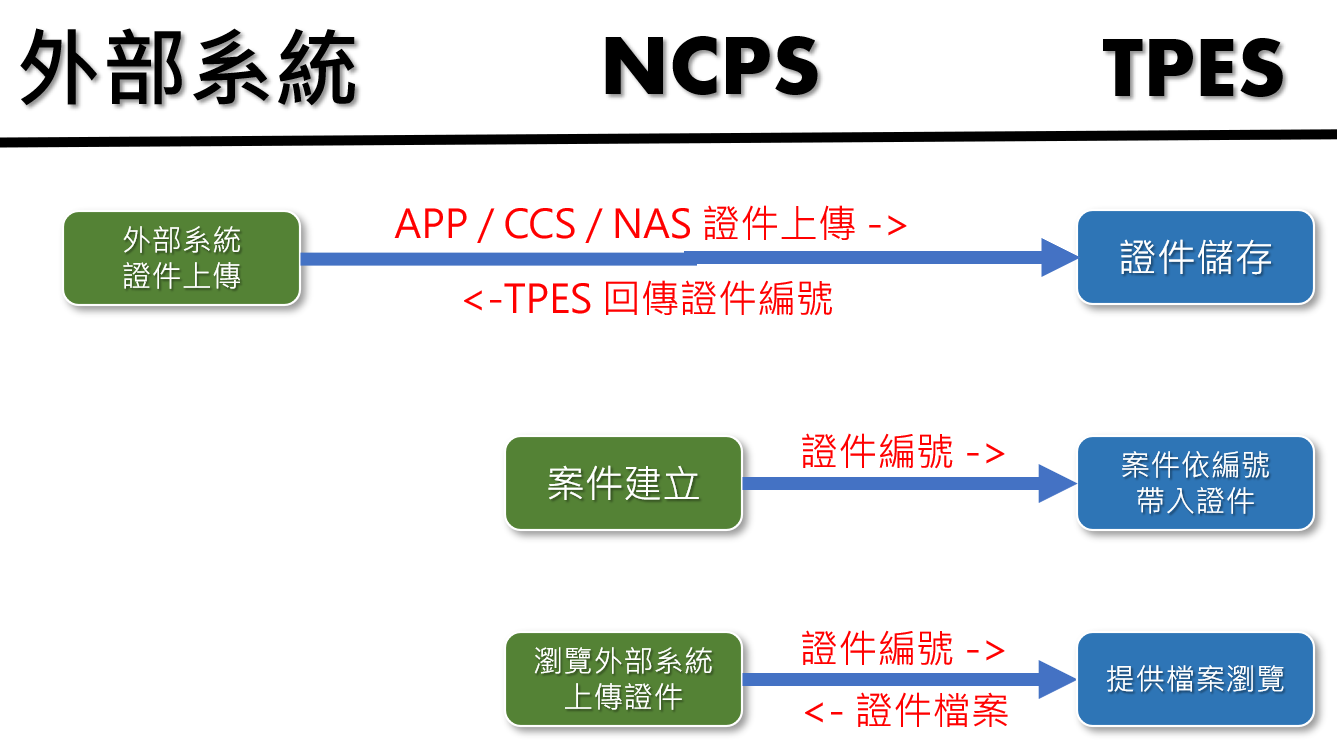 外部系統
NCPS
TPES
APP / CCS / NAS 證件上傳 ->
外部系統
證件上傳
證件儲存
<-TPES 回傳證件編號
證件編號 ->
案件建立
案件依編號
帶入證件
證件編號 ->
瀏覽外部系統
上傳證件
提供檔案瀏覽
<- 證件檔案